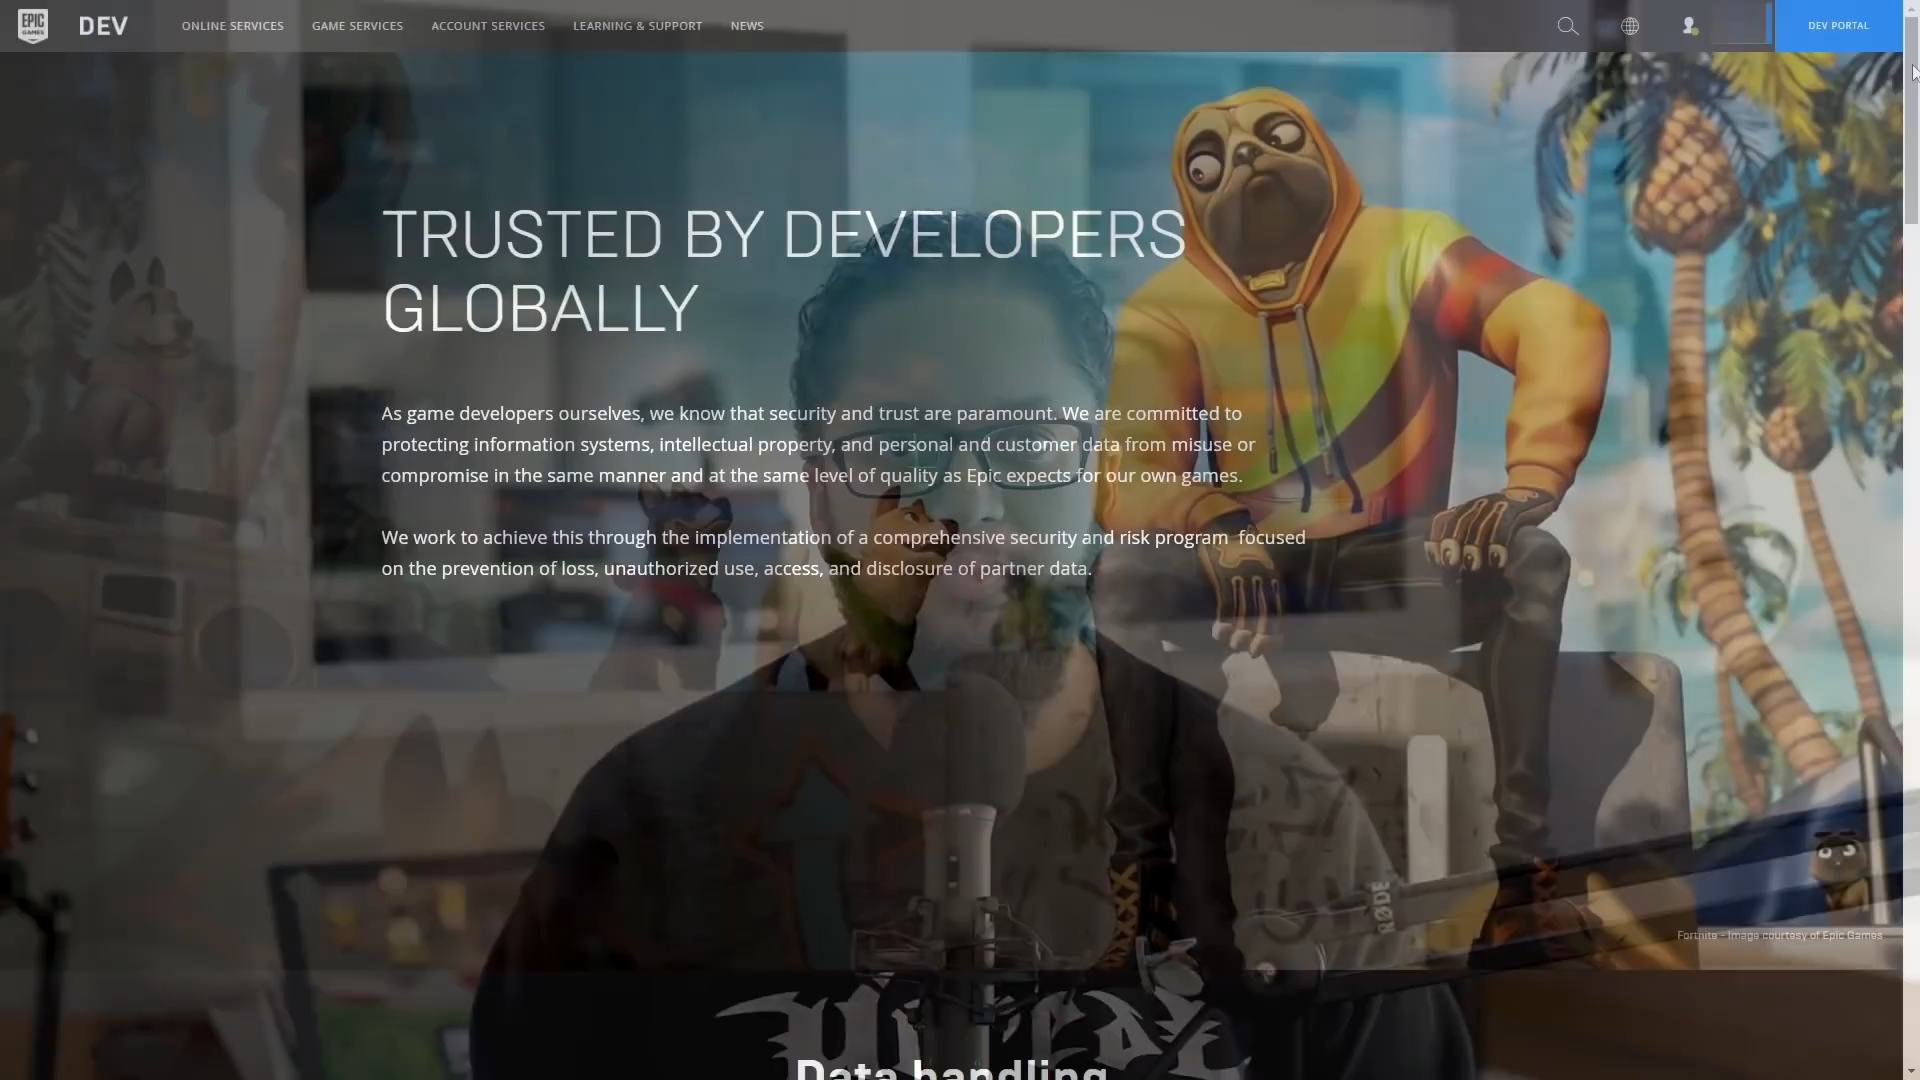 EPIC
GAMES
DEV
ONLINE SERVICES
GAME SERVICES
ACCOUNT SERVICES
LEARNING & SUPPORT
NEWS
DEV PORTAL
TRUSTED BY DEVELOPERS
GLOBALLY
As game developers ourselves, we know that security and trust are paramount. We are committed to
protecting information systems, intellectual property, and personal and customer data from misuse or
compromise in the same manner and at the same level of quality as Epic expects for our own games.
We work to achieve this through the implementation of a comprehensive security and risk program focused
on the prevention of loss, unauthorized use, access, and disclosure of partner data.
RØDE
Fortnite - Image courtesy of Epic Games
Data handling